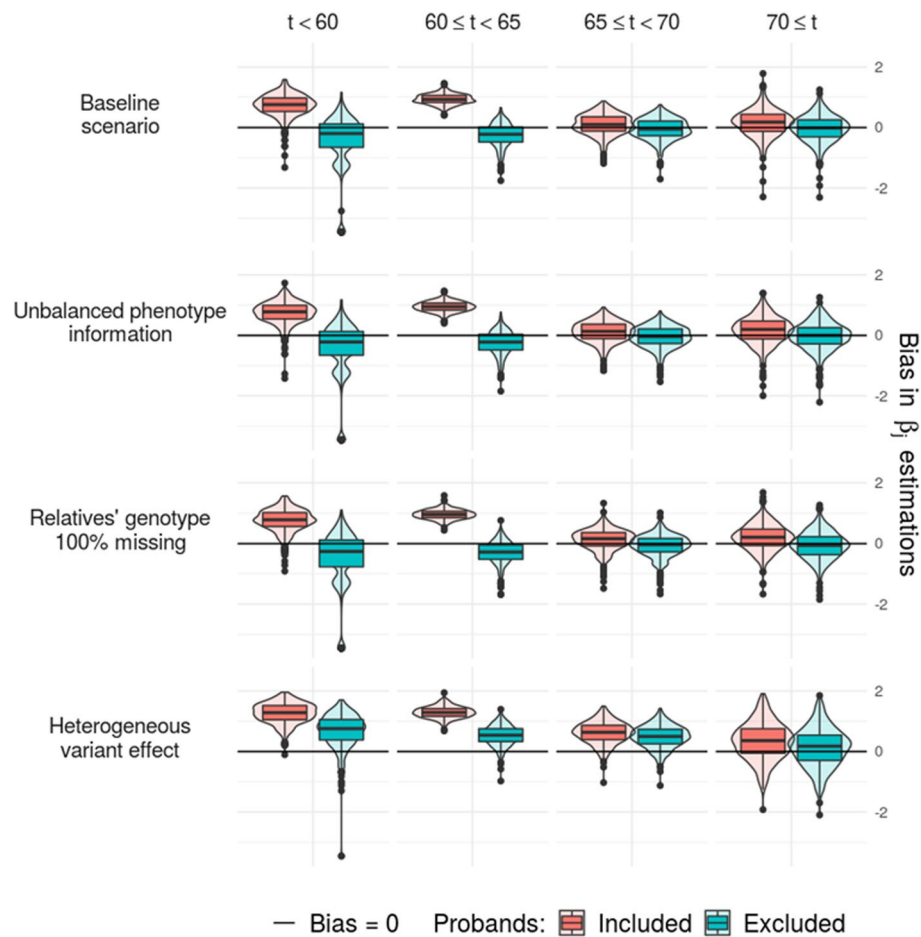 t < 60
60 ≤ t < 65
65 ≤ t < 70
70 ≤ t
Baseline
scenario
2
0
-2
Unbalanced phenotype
information
2
0
-2
Relatives' genotype
100% missing
2
0
-2
Heterogeneous
variant effect
2
0
-2
Bias in βj estimations
Bias = 0 Probands: Included Excluded